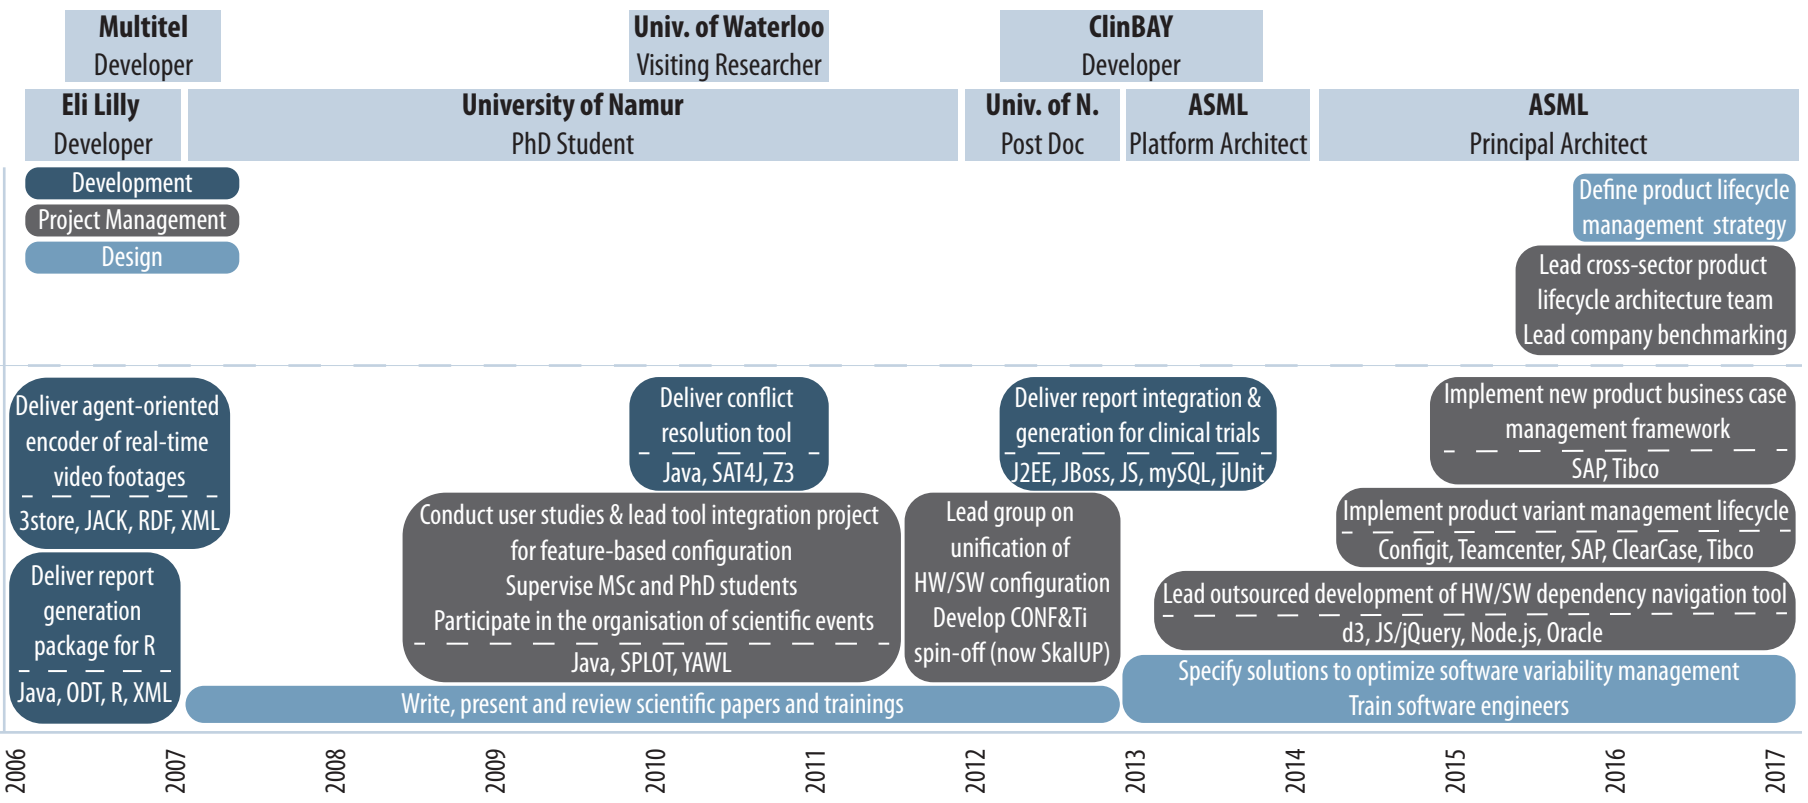 Multitel
Developer
Univ. of Waterloo
Visiting Researcher
ClinBAY
Developer
Eli Lilly
Developer
University of Namur
PhD Student
Univ. of N.
Post Doc
ASML
Platform Architect
ASML
Principal Architect
Development
Project Management
Design
Define product lifecycle
management strategy
Lead cross-sector product
lifecycle architecture team
Lead company benchmarking
Deliver agent-oriented
encoder of real-time
video footages
3store, JACK, RDF, XML
Deliver report
generation
package for R
Java, ODT, R, XML
Deliver conflict
resolution tool
Java, SAT4J, Z3
Conduct user studies & lead tool integration project
for feature-based configuration
Supervise MSc and PhD students
Participate in the organisation of scientific events
Java, SPLOT, YAWL
Write, present and review scientific papers and trainings
Deliver report integration &
generation for clinical trials
J2EE, JBoss, JS, mySQL, jUnit
Lead group on
unification of
HW/SW configuration
Develop CONF&Ti
spin-off (now SkalUP)
Implement new product business case
management framework
SAP, Tibco
Implement product variant management lifecycle
Configit, Teamcenter, SAP, ClearCase, Tibco
Lead outsourced development of HW/SW dependency navigation tool
d3, JS/jQuery, Node.js, Oracle
Specify solutions to optimize software variability management
Train software engineers
2006
2007
2008
2009
2010
2011
2012
2013
2014
2015
2016
2017